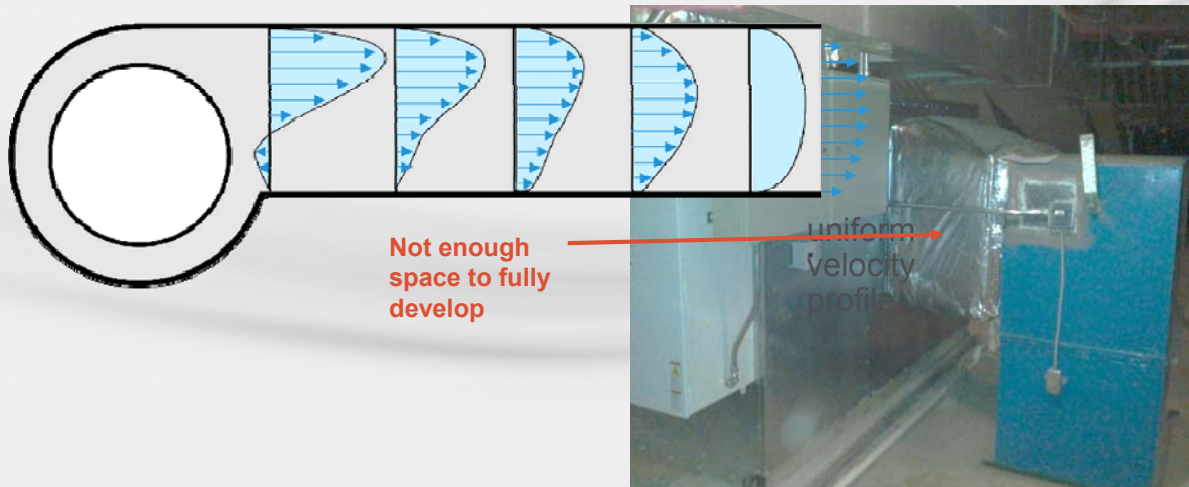 Not enough
space to fully
develop
uniform
velocity
profile